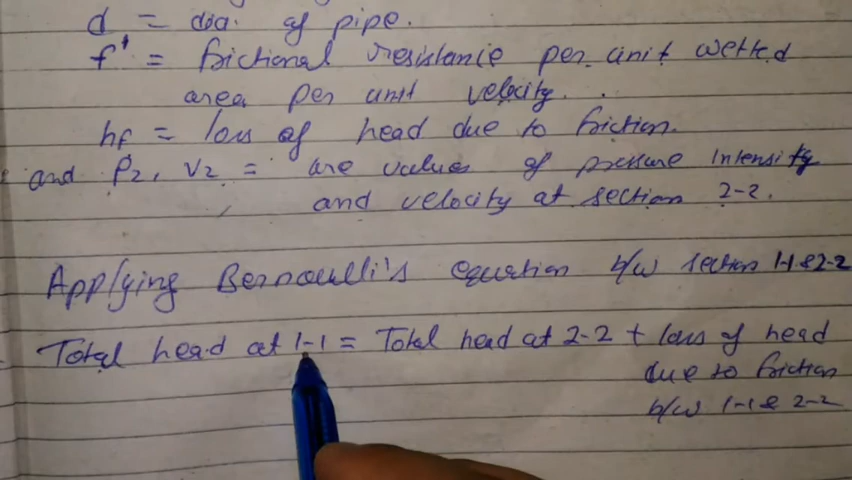 d = dia. of pipe.
f' = frictional resistance per unit wetted
area per unit velocity.
hf = loss of head due to friction.
and P2, V2 = are values of pressure intensity
and velocity at section 2-2.
Applying Bernoulli's equation b/w section 1-1 & 2-2
Total head at 1-1 = Total head at 2-2 + loss of head
due to friction
b/w 1-1 & 2-2